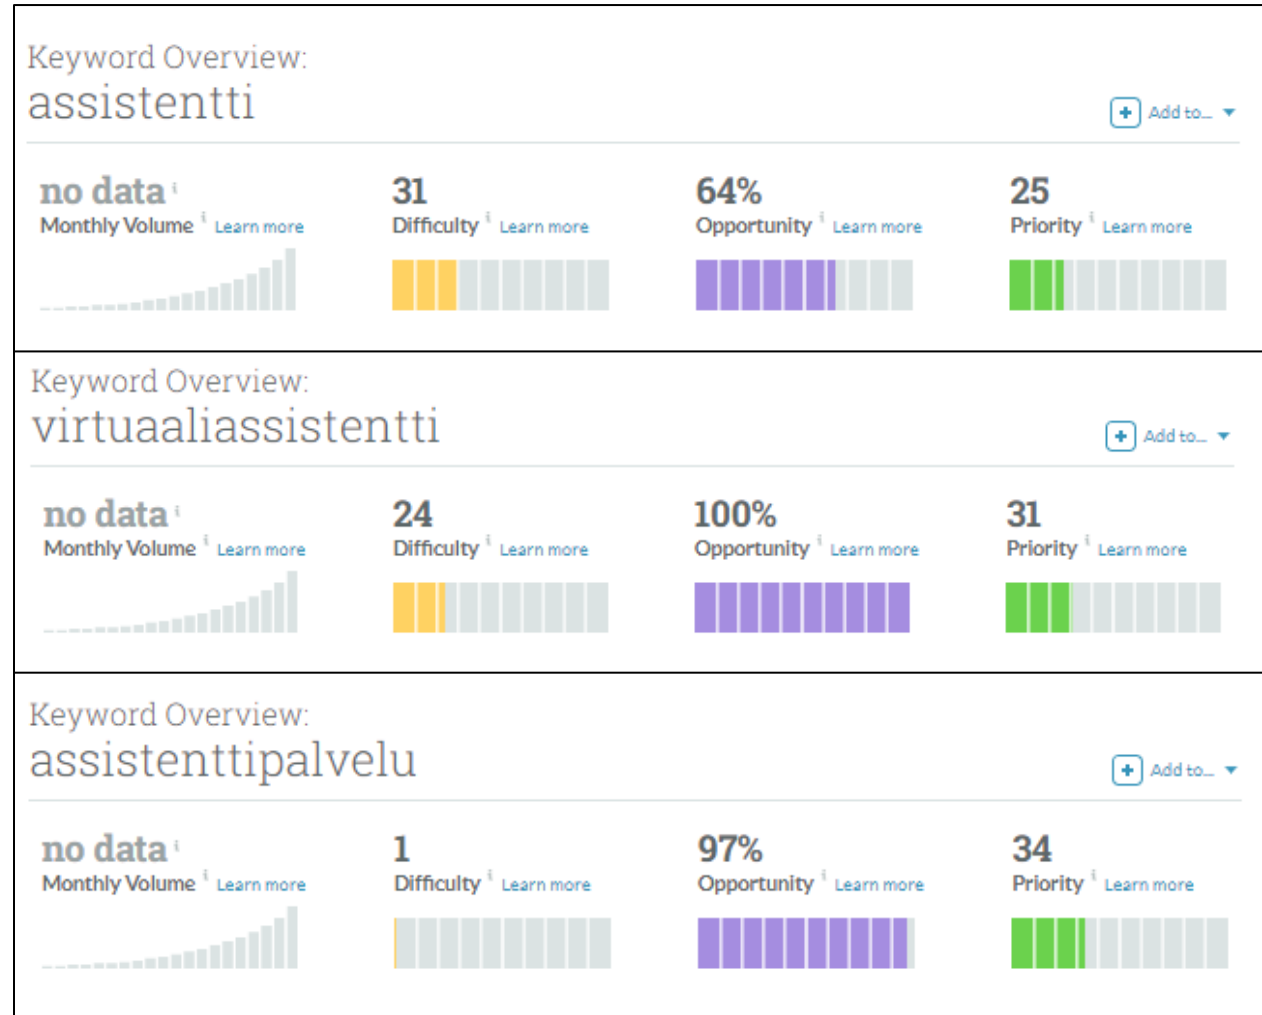 Keyword Overview:
assistentti
+ Add to...
no data i 31 64% 25
Monthly Volume i Learn more Difficulty i Learn more Opportunity i Learn more Priority i Learn more
Keyword Overview:
virtuaaliassistentti
+ Add to...
no data i 24 100% 31
Monthly Volume i Learn more Difficulty i Learn more Opportunity i Learn more Priority i Learn more
Keyword Overview:
assistenttipalvelu
+ Add to...
no data i 1 97% 34
Monthly Volume i Learn more Difficulty i Learn more Opportunity i Learn more Priority i Learn more